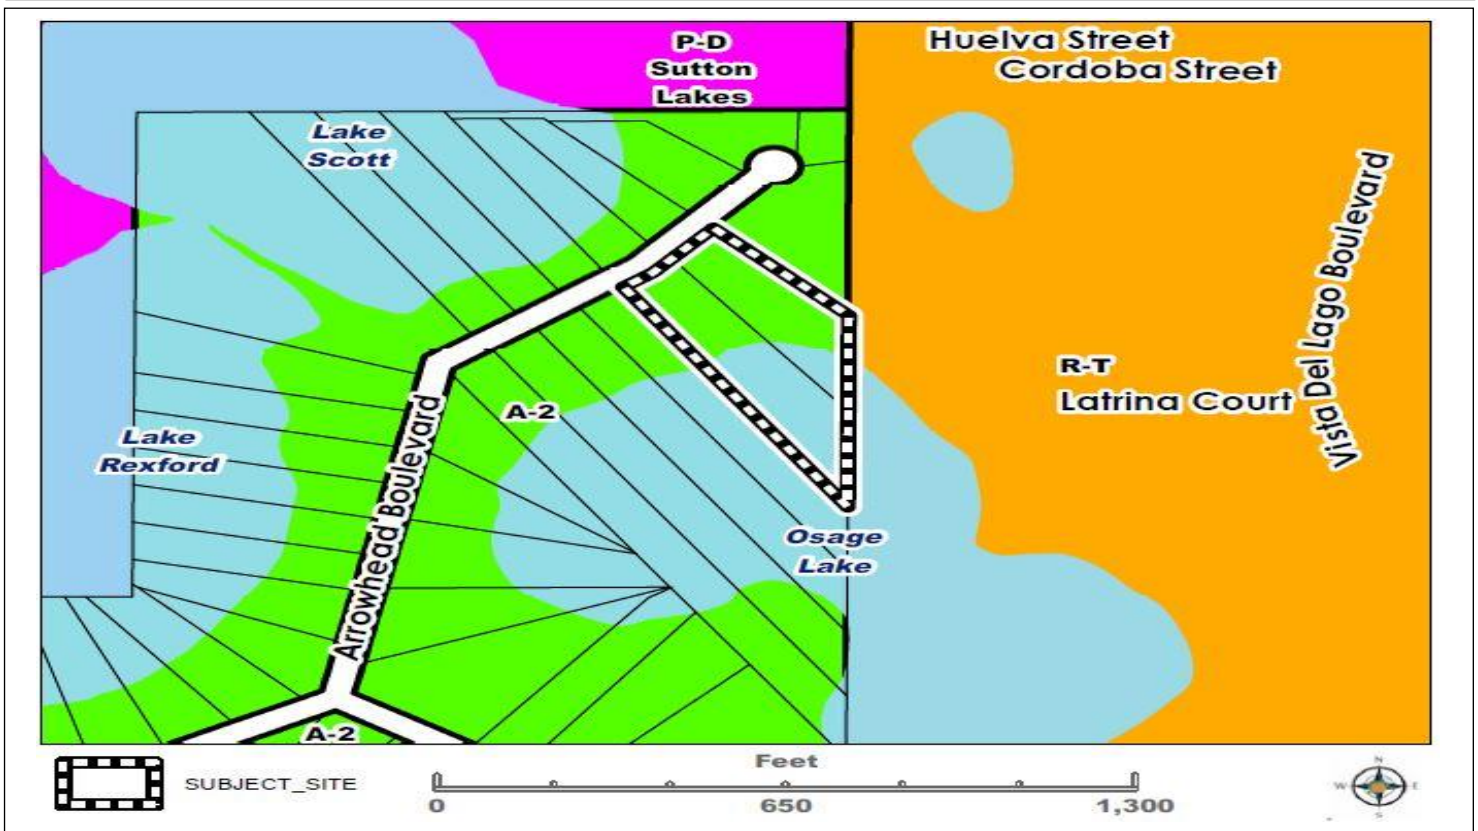 P-D
Sutton
Lakes
Huelva Street
Cordoba Street
Lake
Scott
Vista Del Lago Boulevard
R-T
Latrina Court
A-2
Arrowhead Boulevard
Lake
Rexford
Osage
Lake
A-2
SUBJECT_SITE
Feet
0 650 1,300
N
W E
S